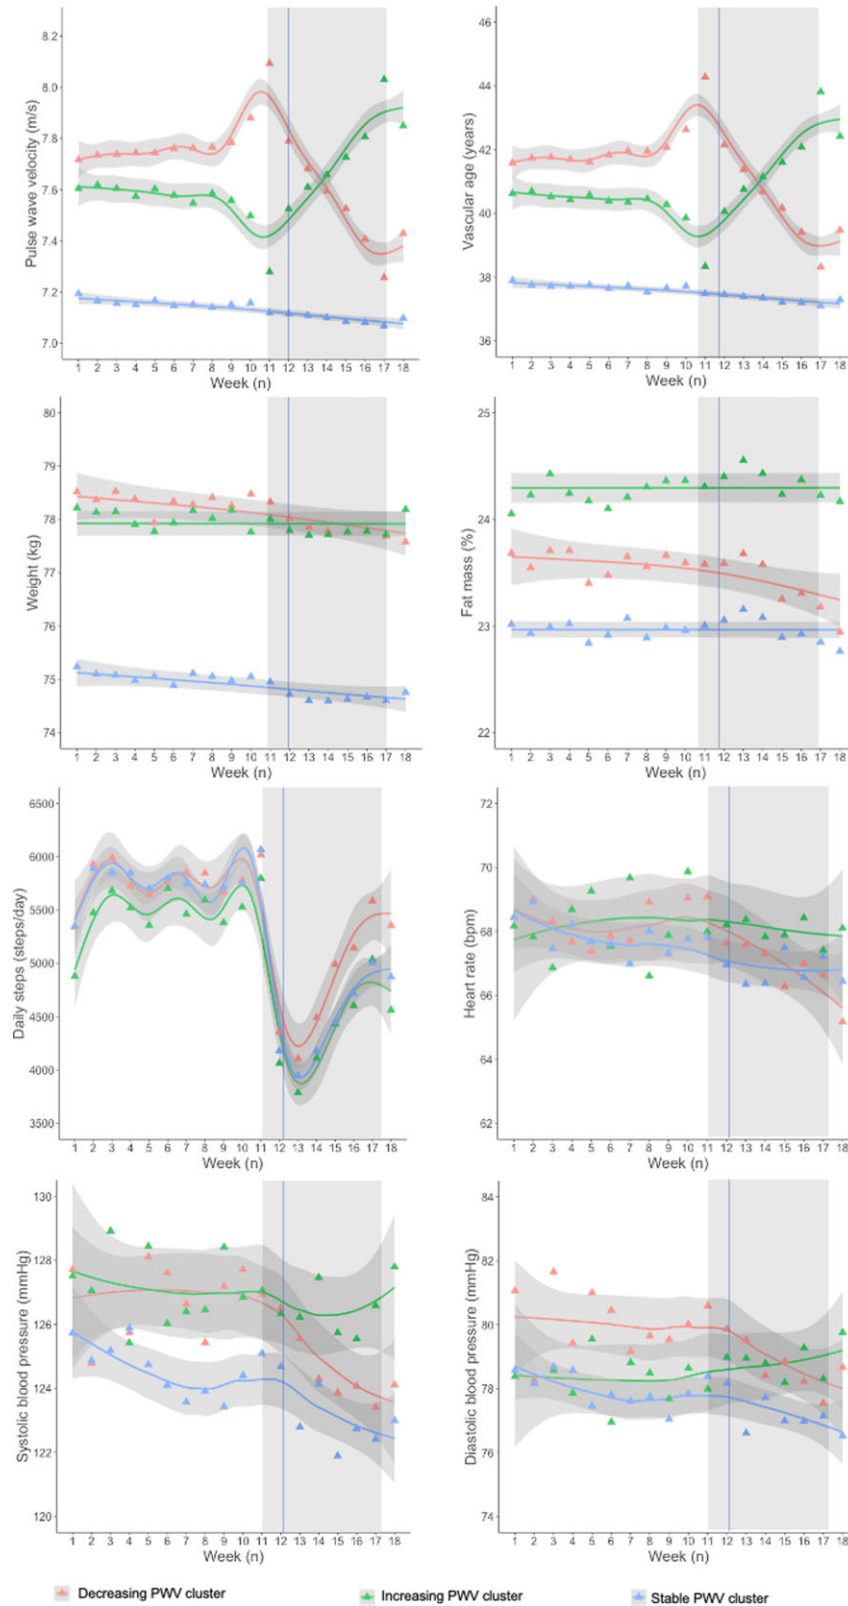 Pulse wave velocity (m/s)
8.2
8.0
7.8
7.6
7.4
7.2
7.0
1 2 3 4 5 6 7 8 9 10 11 12 13 14 15 16 17 18
Week (n)
Vascular age (years)
46
44
42
40
38
36
1 2 3 4 5 6 7 8 9 10 11 12 13 14 15 16 17 18
Week (n)
Weight (kg)
80
79
78
77
76
75
74
1 2 3 4 5 6 7 8 9 10 11 12 13 14 15 16 17 18
Week (n)
Fat mass (%)
25
24
23
22
1 2 3 4 5 6 7 8 9 10 11 12 13 14 15 16 17 18
Week (n)
Daily steps (steps/day)
6500
6000
5500
5000
4500
4000
3500
1 2 3 4 5 6 7 8 9 10 11 12 13 14 15 16 17 18
Week (n)
Heart rate (bpm)
72
70
68
66
64
62
1 2 3 4 5 6 7 8 9 10 11 12 13 14 15 16 17 18
Week (n)
Systolic blood pressure (mmHg)
130
128
126
124
122
120
1 2 3 4 5 6 7 8 9 10 11 12 13 14 15 16 17 18
Week (n)
Diastolic blood pressure (mmHg)
84
82
80
78
76
74
1 2 3 4 5 6 7 8 9 10 11 12 13 14 15 16 17 18
Week (n)
Decreasing PWV cluster
Increasing PWV cluster
Stable PWV cluster